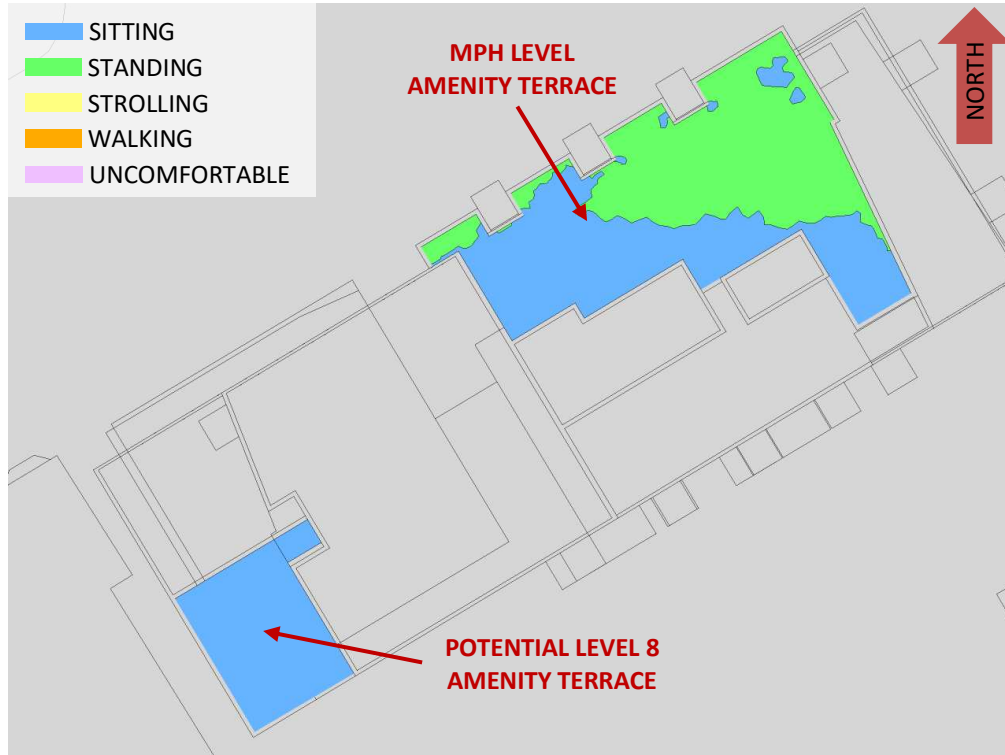 SITTING
STANDING
STROLLING
WALKING
UNCOMFORTABLE
MPH LEVEL
AMENITY TERRACE
NORTH
POTENTIAL LEVEL 8
AMENITY TERRACE